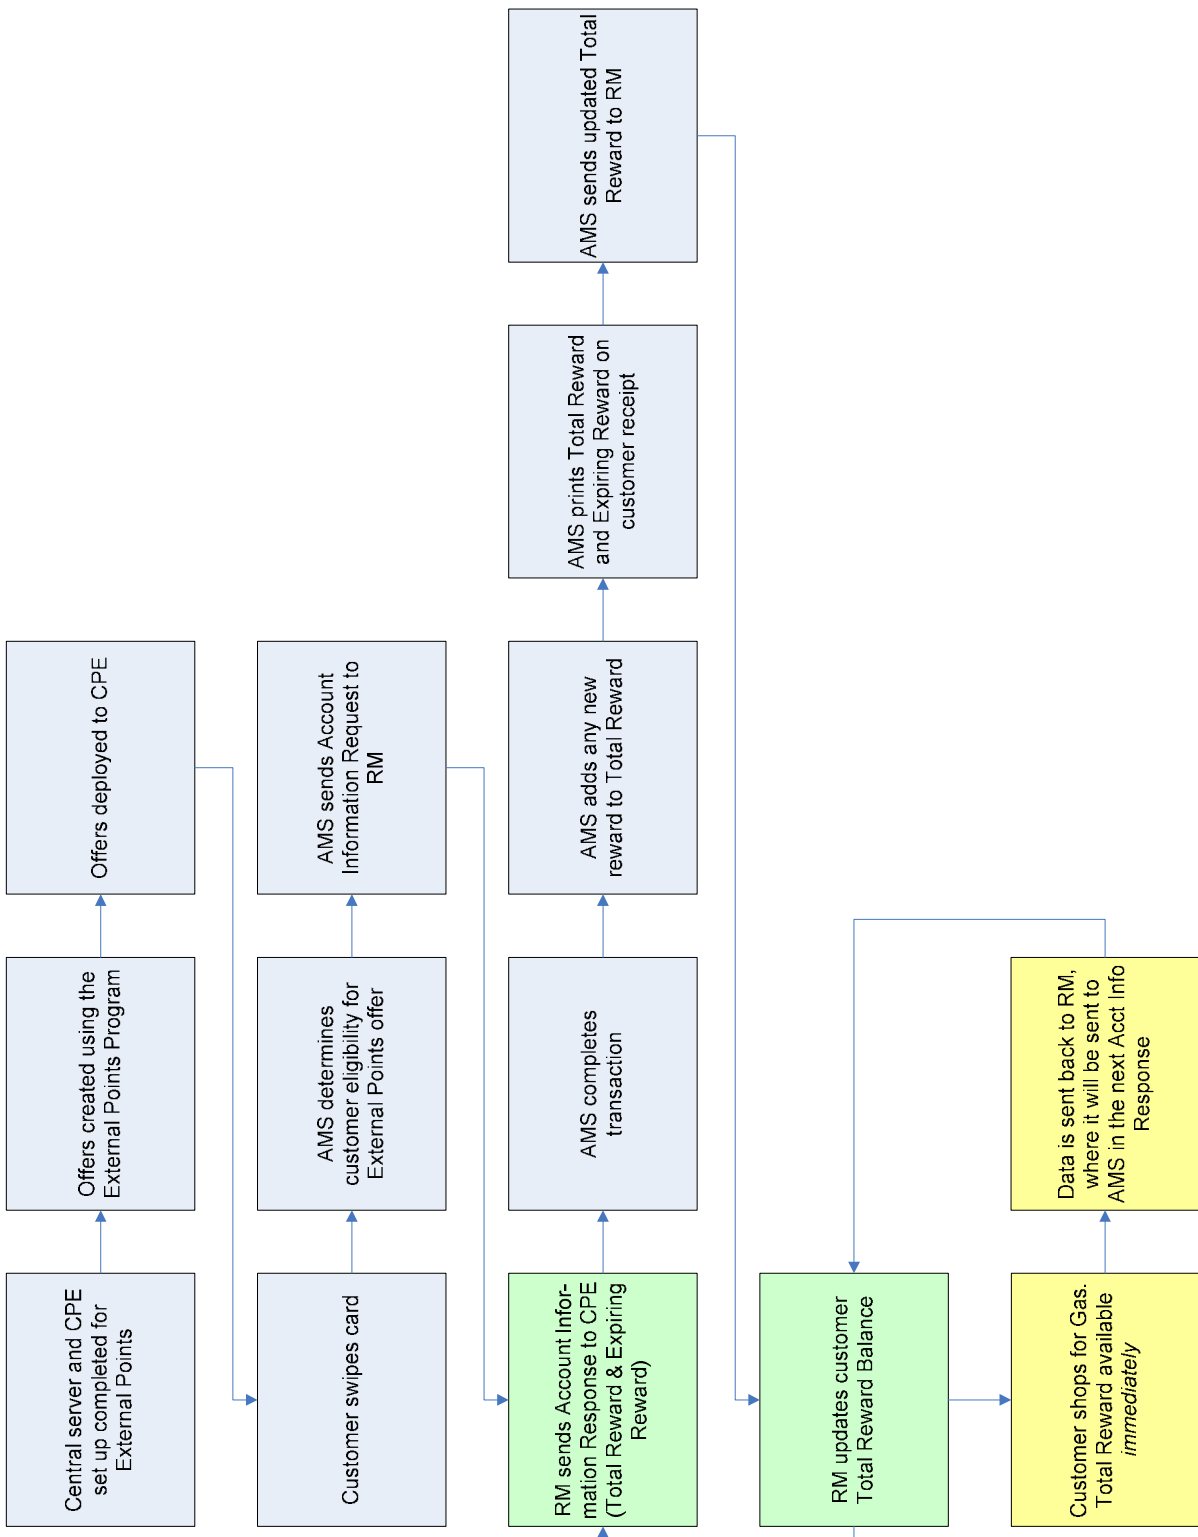 Central server and CPE
set up completed for
External Points
Offers created using the
External Points Program
Offers deployed to CPE
Customer swipes card
AMS determines
customer eligibility for
External Points offer
AMS sends Account
Information Request to
RM
RM sends Account Infor-
mation Response to CPE
(Total Reward & Expiring
Reward)
AMS completes
transaction
AMS adds any new
reward to Total Reward
AMS prints Total Reward
and Expiring Reward on
customer receipt
AMS sends updated Total
Reward to RM
RM updates customer
Total Reward Balance
Customer shops for Gas.
Total Reward available
immediately
Data is sent back to RM,
where it will be sent to
AMS in the next Acct Info
Response